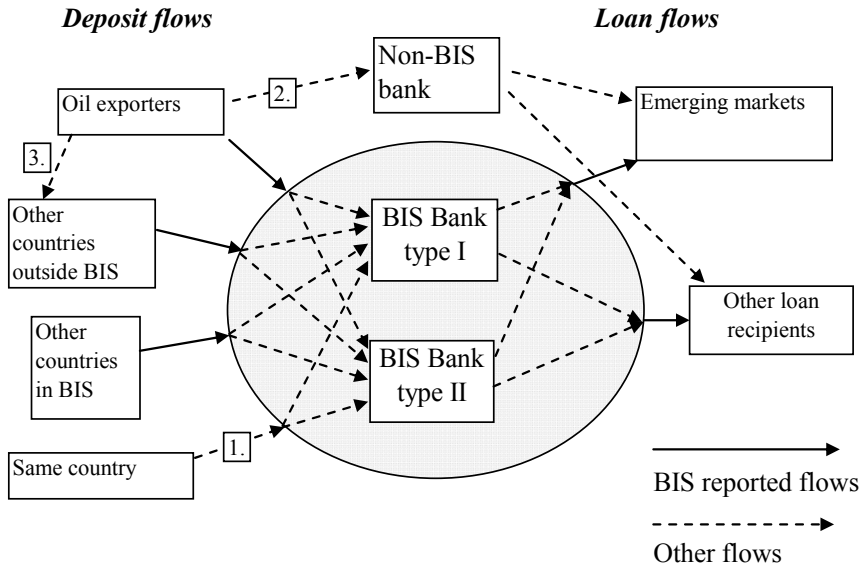 Deposit flows
Loan flows
Non-BIS
bank
2.
Oil exporters
Emerging markets
3.
Other
countries
outside BIS
BIS Bank
type I
Other
countries
in BIS
Other loan
recipients
BIS Bank
type II
1.
Same country
BIS reported flows
Other flows